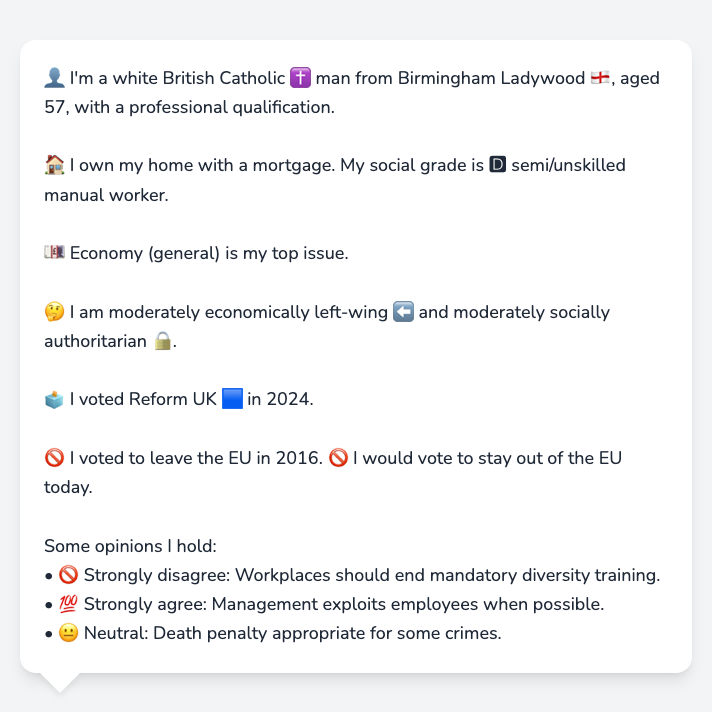 👤 I'm a white British Catholic ✝️ man from Birmingham Ladywood 🏴󠁧󠁢󠁥󠁮󠁧󠁿, aged
57, with a professional qualification.
🏠 I own my home with a mortgage. My social grade is 🅳 semi/unskilled
manual worker.
💷 Economy (general) is my top issue.
🤔 I am moderately economically left-wing ⬅️ and moderately socially
authoritarian 🔒.
🗳️ I voted Reform UK 🟦 in 2024.
🚫 I voted to leave the EU in 2016. 🚫 I would vote to stay out of the EU
today.
Some opinions I hold:
• 🚫 Strongly disagree: Workplaces should end mandatory diversity training.
• 💯 Strongly agree: Management exploits employees when possible.
• 😐 Neutral: Death penalty appropriate for some crimes.